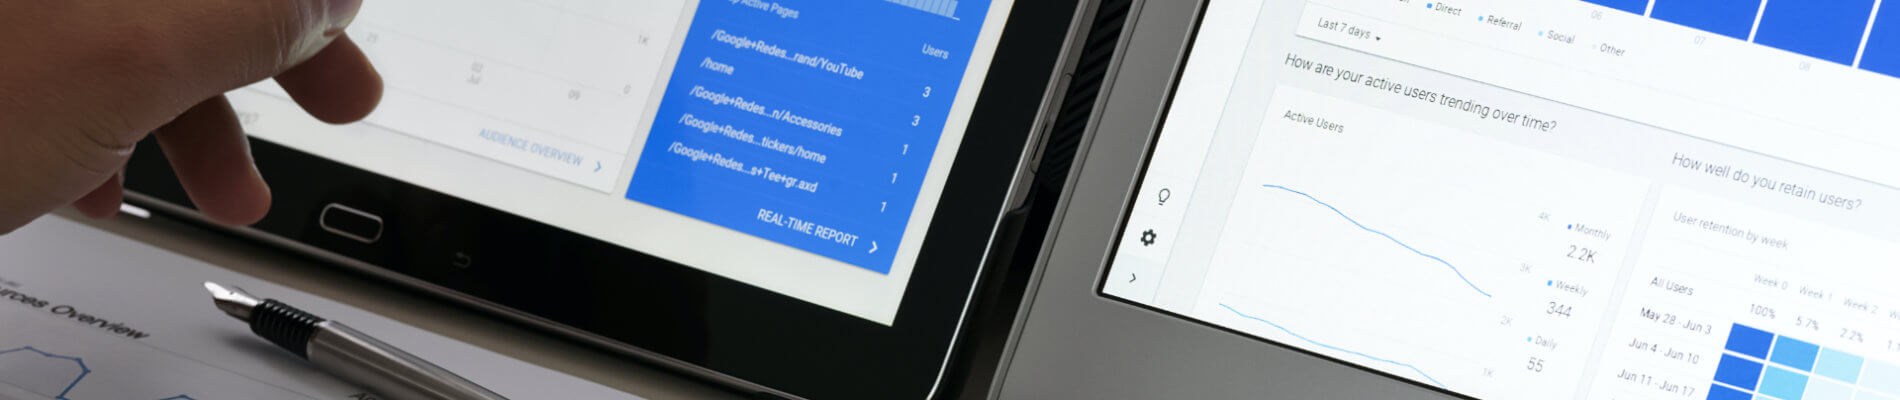 Active Pages
Users
/Google+Redes...rand/YouTube
3
/home
3
/Google+Redes...n/Accessories
1
/Google+Redes...tickers/home
1
/Google+Redes...s+Tee+gr.axd
1
REAL-TIME REPORT
1K
25
02
Jul
09
0
AUDIENCE OVERVIEW
Overview
Direct
Referral
Social
Other
06
07
08
Last 7 days
How are your active users trending over time?
Active Users
4K
3K
2K
1K
Monthly
2.2K
Weekly
344
Daily
55
How well do you retain users?
User retention by week
Week 0
Week 1
Week 2
All Users
100%
5.7%
2.2%
May 28 - Jun 3
Jun 4 - Jun 10
Jun 11 - Jun 17